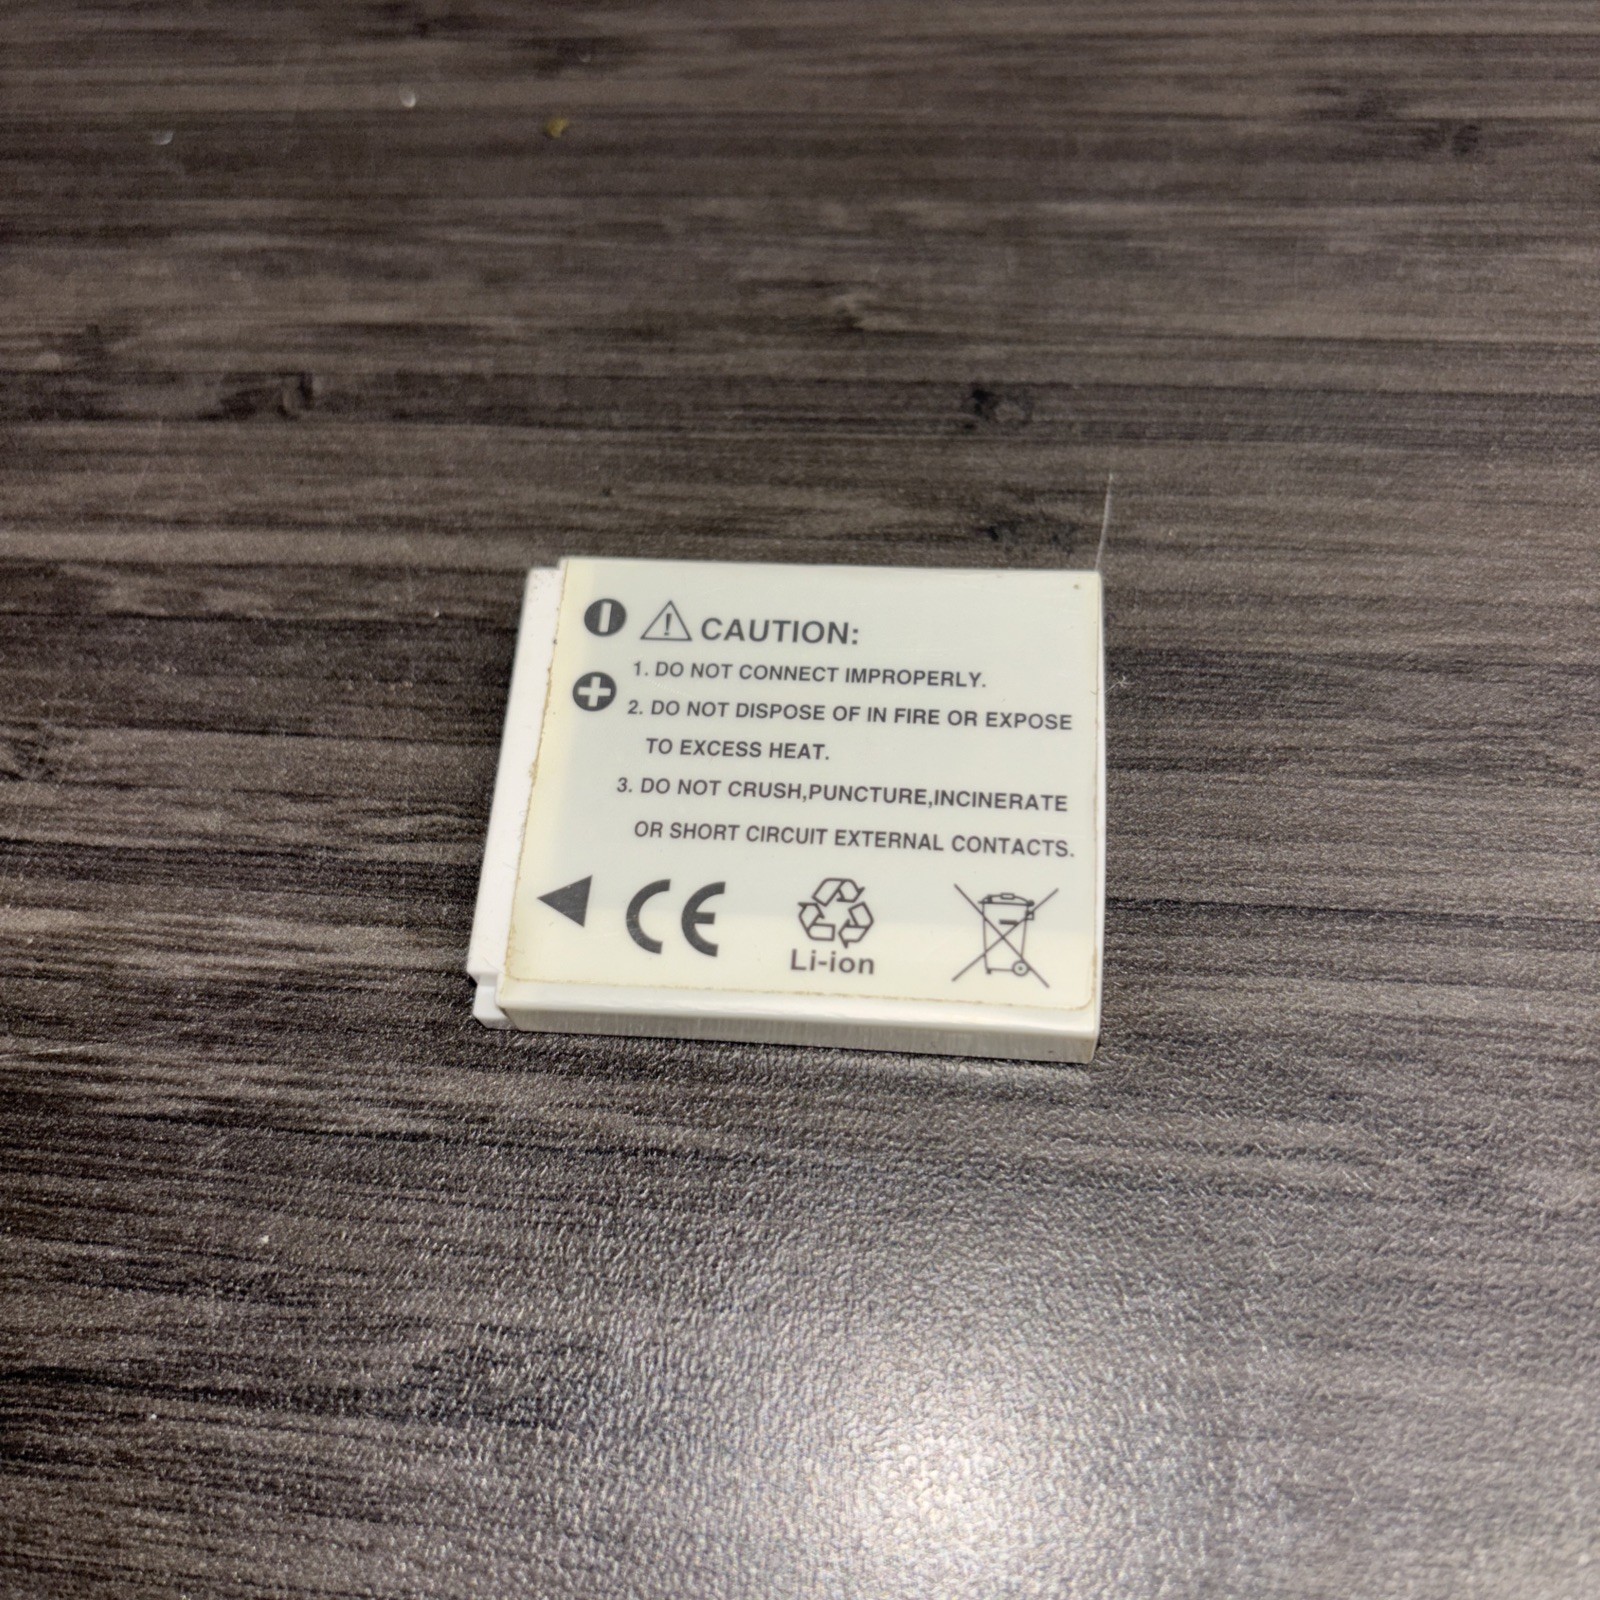 CAUTION:
1. DO NOT CONNECT IMPROPERLY.
2. DO NOT DISPOSE OF IN FIRE OR EXPOSE
TO EXCESS HEAT.
3. DO NOT CRUSH,PUNCTURE,INCINERATE
OR SHORT CIRCUIT EXTERNAL CONTACTS.
CE
Li-ion